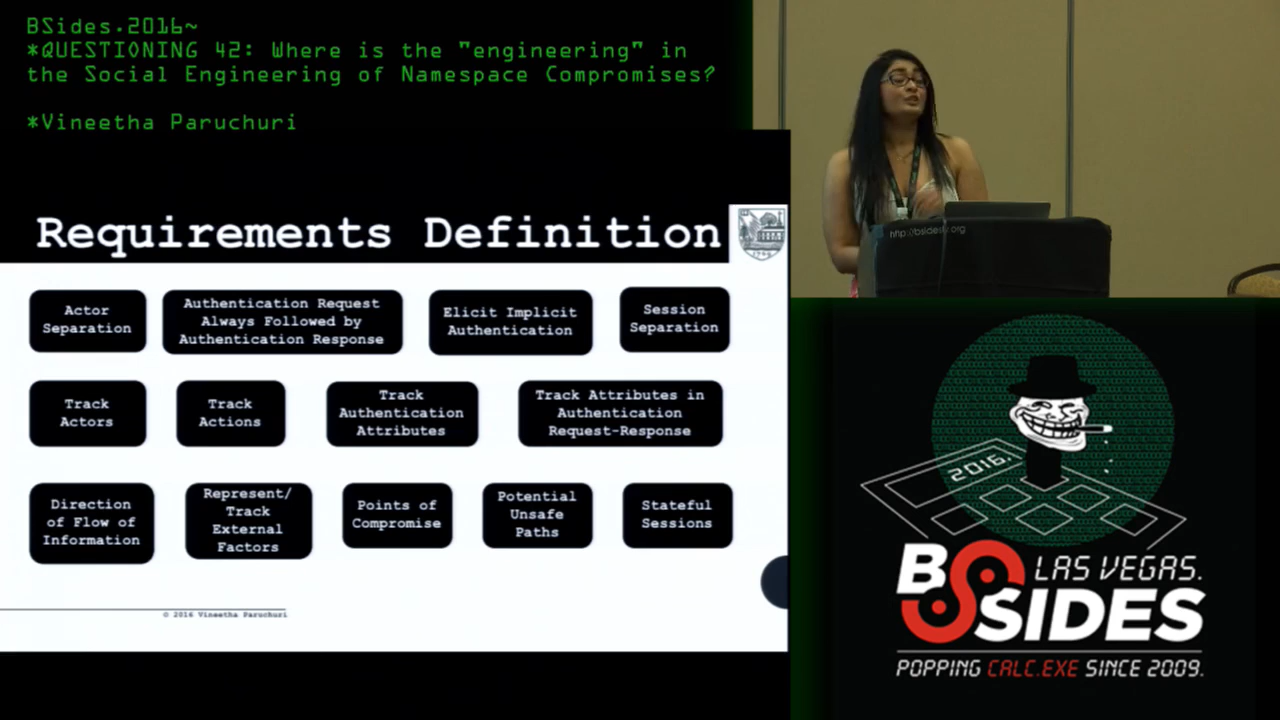 BSides.2016~
*QUESTIONING 42: Where is the "engineering" in
the Social Engineering of Namespace Compromises?
*Vineetha Paruchuri
Requirements Definition
Actor
Separation
Authentication Request
Always Followed by
Authentication Response
Elicit Implicit
Authentication
Session
Separation
Track
Actors
Track
Actions
Track
Authentication
Attributes
Track Attributes in
Authentication
Request-Response
Direction
of Flow of
Information
Represent/
Track
External
Factors
Points of
Compromise
Potential
Unsafe
Paths
Stateful
Sessions
© 2016 Vineetha Paruchuri
2016.
BSIDES
LAS VEGAS.
POPPING CALC.EXE SINCE 2009.